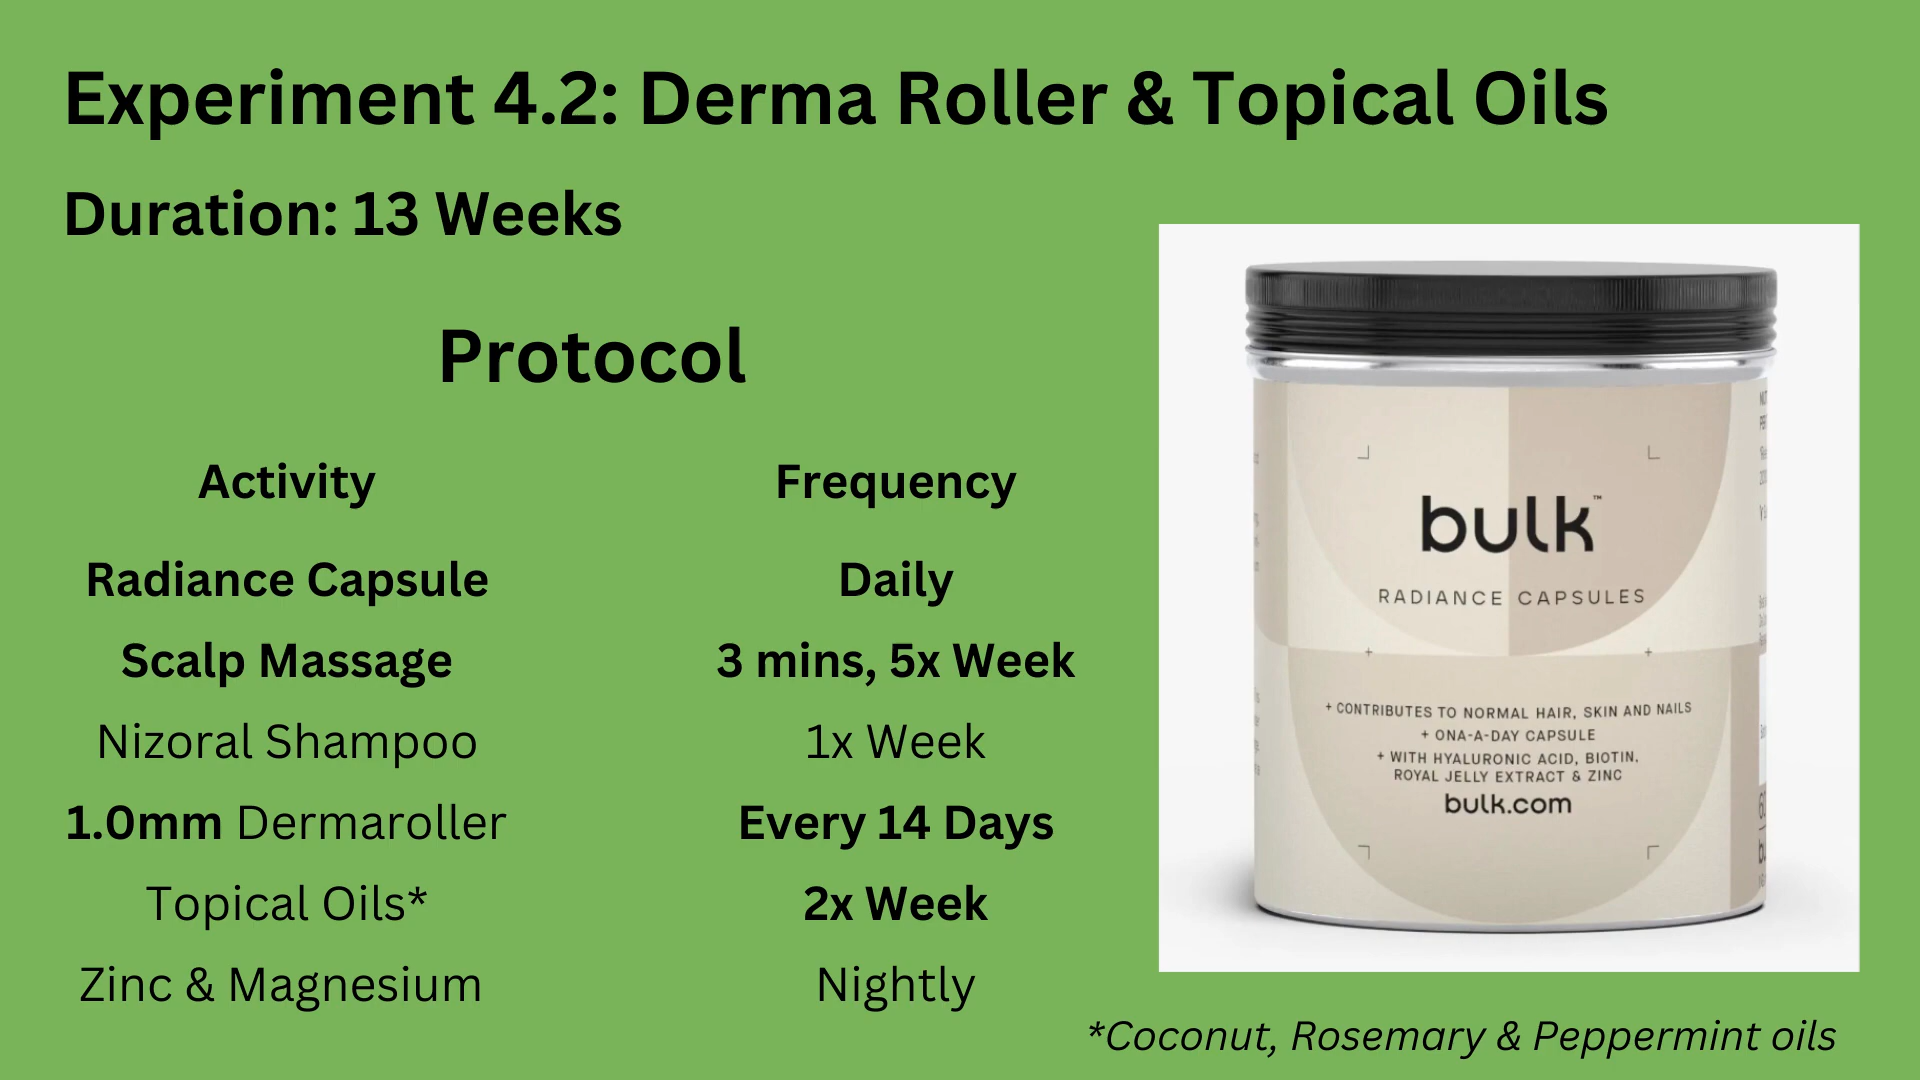 Experiment 4.2: Derma Roller & Topical Oils
Duration: 13 Weeks
Protocol
Activity Frequency
Radiance Capsule Daily
Scalp Massage 3 mins, 5x Week
Nizoral Shampoo 1x Week
1.0mm Dermaroller Every 14 Days
Topical Oils* 2x Week
Zinc & Magnesium Nightly
bulk™
RADIANCE CAPSULES
+ CONTRIBUTES TO NORMAL HAIR, SKIN AND NAILS
+ ONA-A-DAY CAPSULE
+ WITH HYALURONIC ACID, BIOTIN,
ROYAL JELLY EXTRACT & ZINC
bulk.com
*Coconut, Rosemary & Peppermint oils